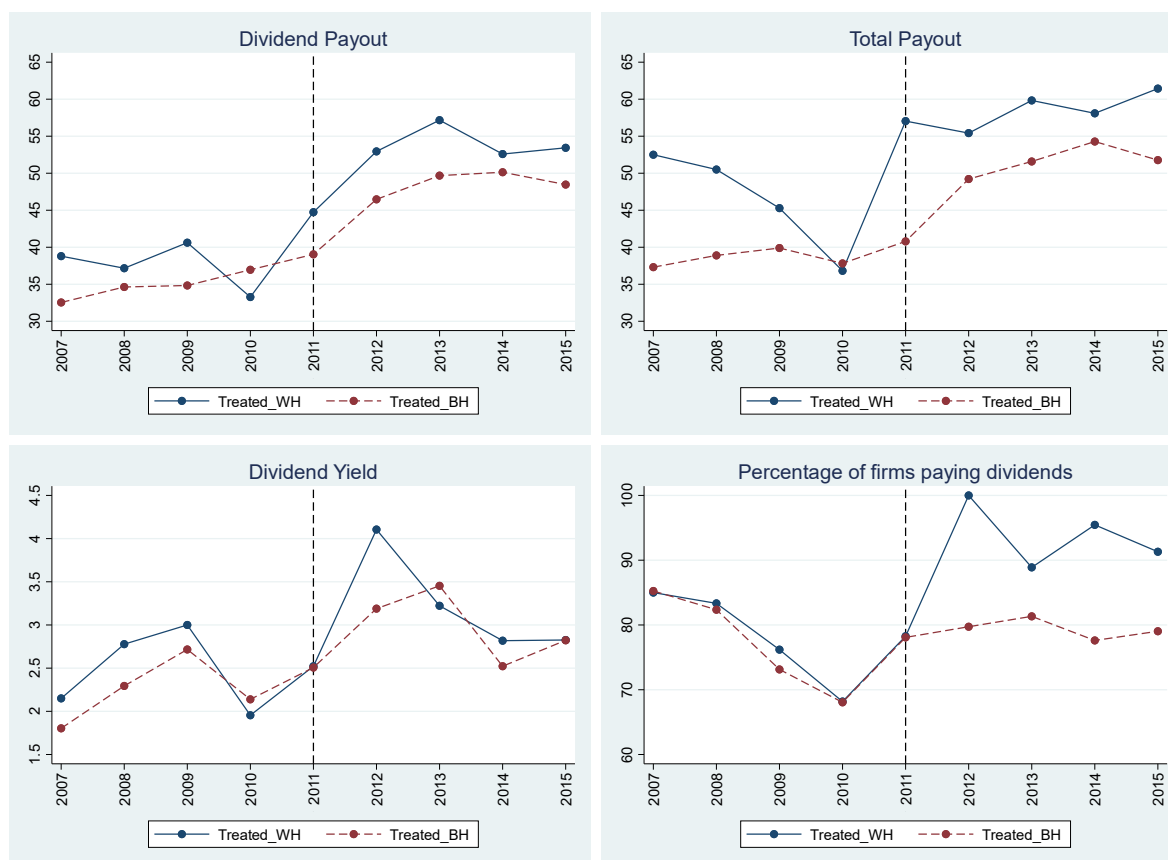 Dividend Payout
65
60
55
50
45
40
35
30
2007 2008 2009 2010 2011 2012 2013 2014 2015
Treated_WH Treated_BH
Total Payout
65
60
55
50
45
40
35
30
2007 2008 2009 2010 2011 2012 2013 2014 2015
Treated_WH Treated_BH
Dividend Yield
4.5
4
3.5
3
2.5
2
1.5
2007 2008 2009 2010 2011 2012 2013 2014 2015
Treated_WH Treated_BH
Percentage of firms paying dividends
100
90
80
70
60
2007 2008 2009 2010 2011 2012 2013 2014 2015
Treated_WH Treated_BH